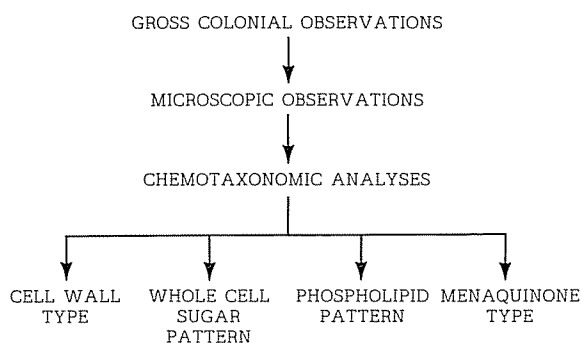 GROSS COLONIAL OBSERVATIONS
MICROSCOPIC OBSERVATIONS
CHEMOTAXONOMIC ANALYSES
CELL WALL
TYPE
WHOLE CELL
SUGAR
PATTERN
PHOSPHOLIPID
PATTERN
MENAQUINONE
TYPE